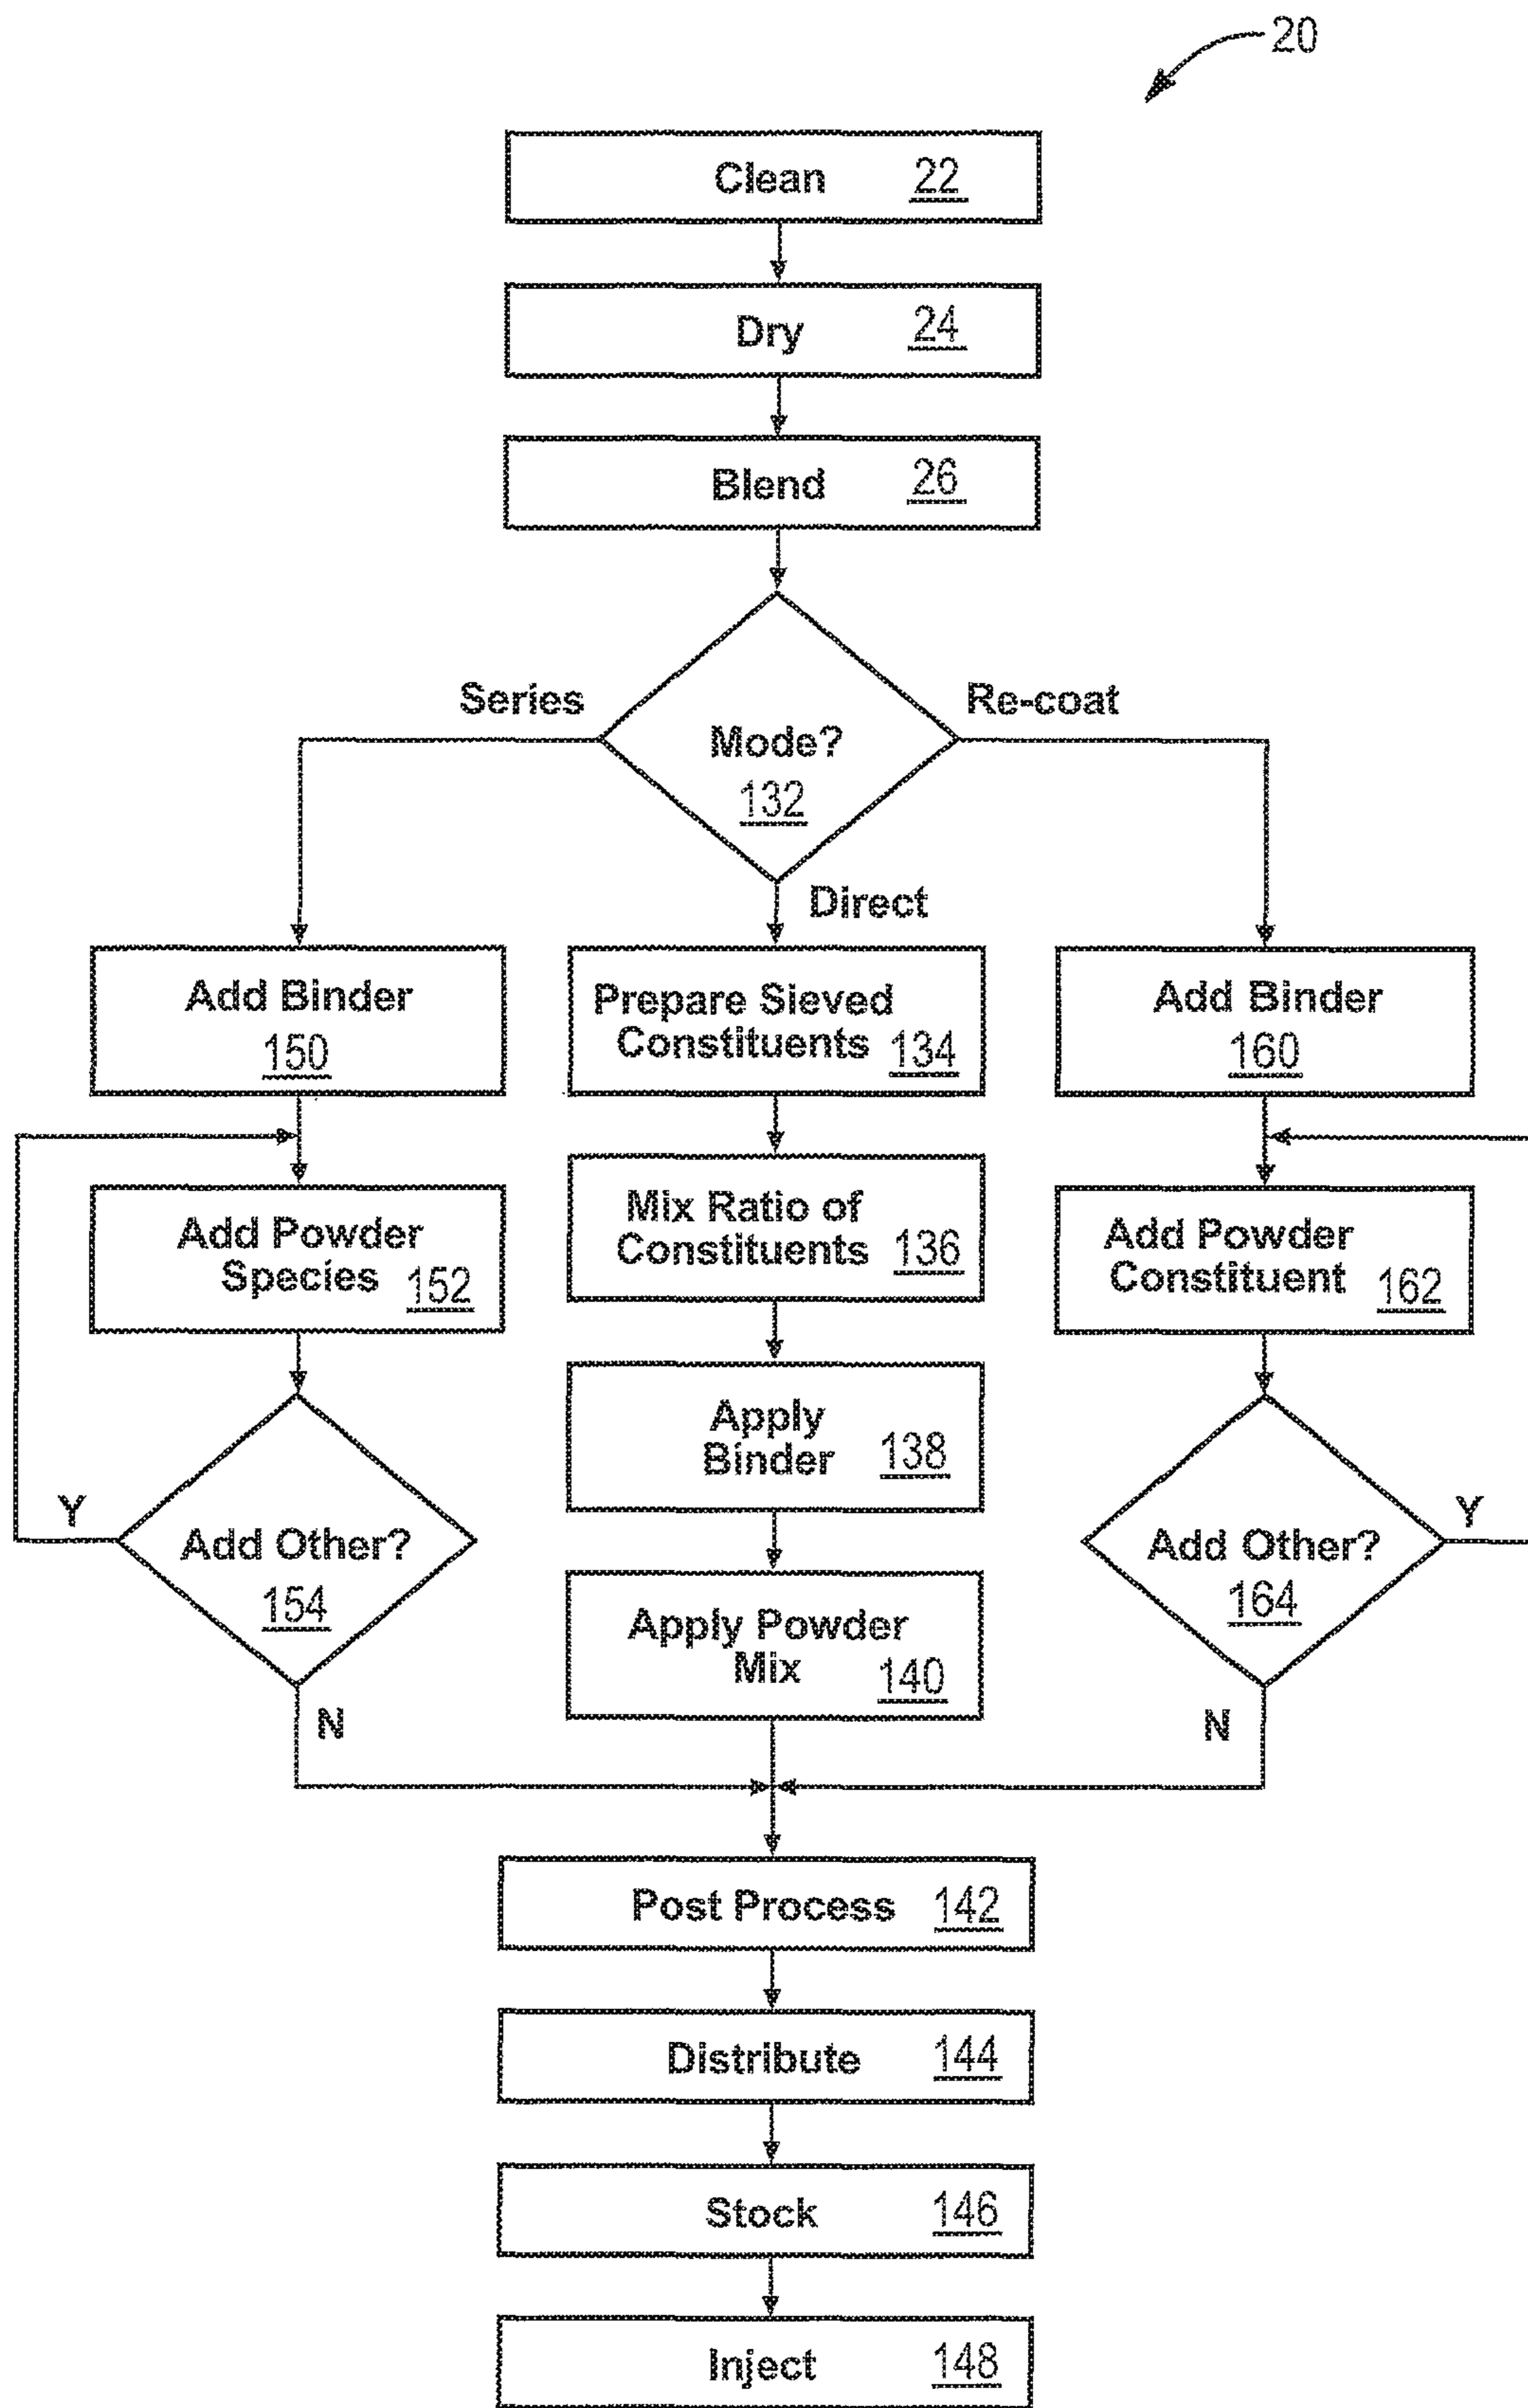 20
Clean 22
Dry 24
Blend 26
Series
Re-coat
Mode?
132
Direct
Add Binder
150
Prepare Sieved
Constituents 134
Add Binder
160
Add Powder
Species 152
Mix Ratio of
Constituents 136
Add Powder
Constituent 162
Apply
Binder 138
Y
Add Other?
154
Y
Add Other?
164
Apply Powder
Mix 140
N
N
Post Process 142
Distribute 144
Stock 146
Inject 148